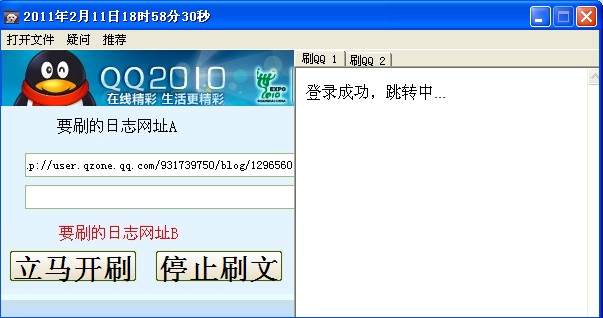 2011年2月11日18时58分30秒
打开文件 疑问 推荐
QQ2010
在线精彩 生活更精彩
EXPO
刷QQ 1 刷QQ 2
登录成功，跳转中...
要刷的日志网址A
.p://user.qzone.qq.com/931739750/blog/1296560
要刷的日志网址B
立马开刷 停止刷文